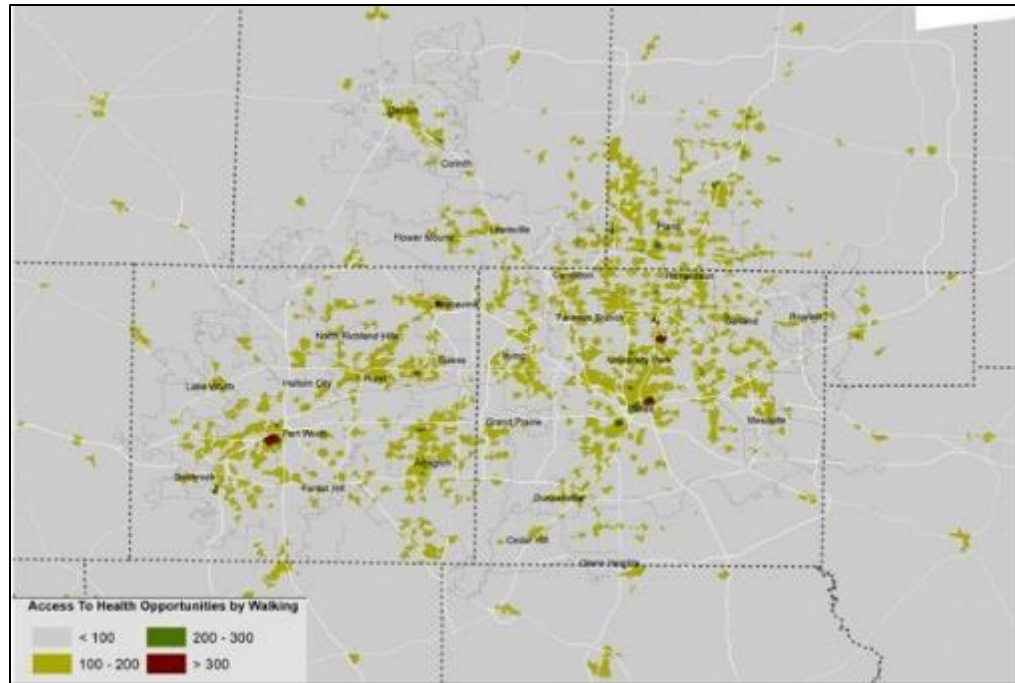 Denton
Corinth
Flower Mound
Lewisville
Plano
Carrollton
Richardson
Grapevine
Farmers Branch
Garland
Rowlett
North Richland Hills
University Park
Euless
Irving
Lake Worth
Haltom City
Hurst
Dallas
Grand Prairie
Mesquite
Fort Worth
Arlington
Benbrook
Forest Hill
Duncanville
Cedar Hill
Glenn Heights
Access To Health Opportunities by Walking
< 100
200 - 300
100 - 200
> 300